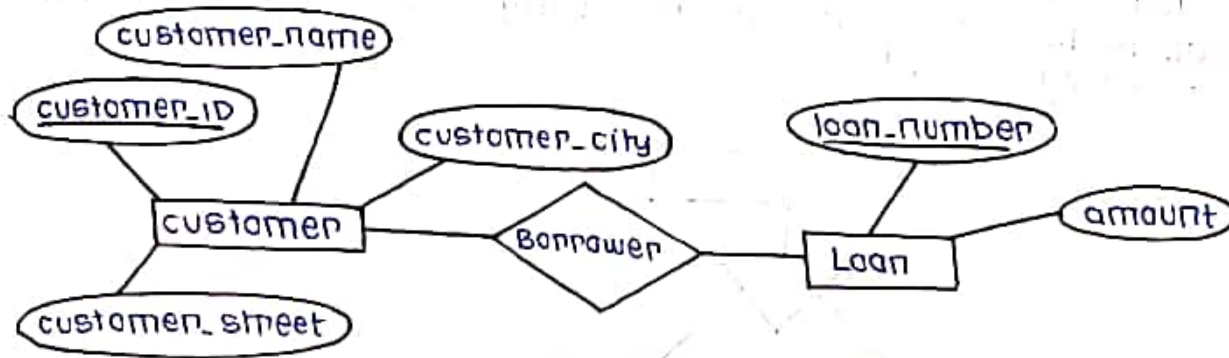 customer_name
customer_ID
customer_city
loan_number
amount
customer
Borrower
Loan
customer_street